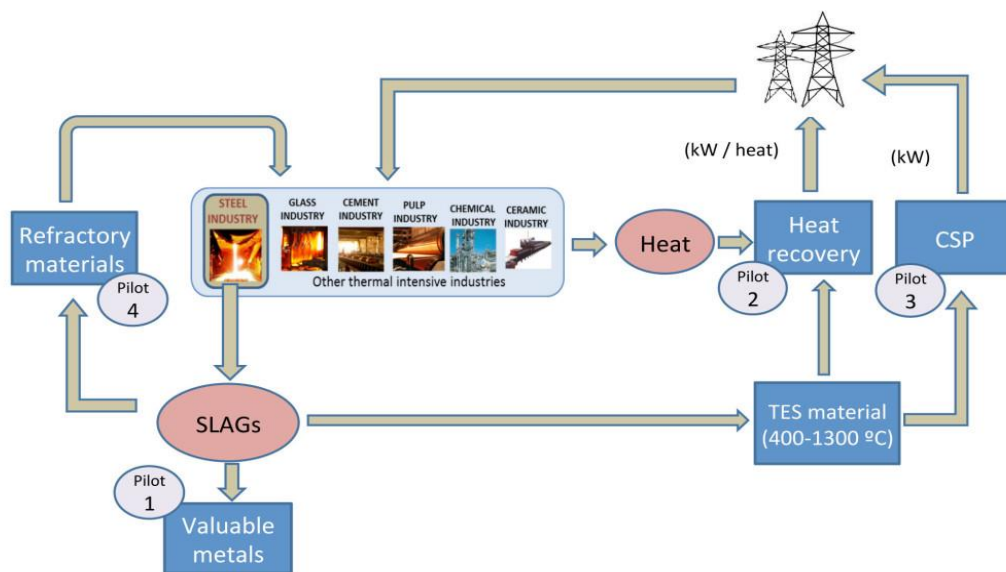 (kW / heat)
(kW)
STEEL
INDUSTRY
GLASS
INDUSTRY
CEMENT
INDUSTRY
PULP
INDUSTRY
CHEMICAL
INDUSTRY
CERAMIC
INDUSTRY
Other thermal intensive industries
Refractory
materials
Pilot
4
Heat
Heat
recovery
Pilot
2
CSP
Pilot
3
SLAGs
TES material
(400-1300 ºC)
Pilot
1
Valuable
metals